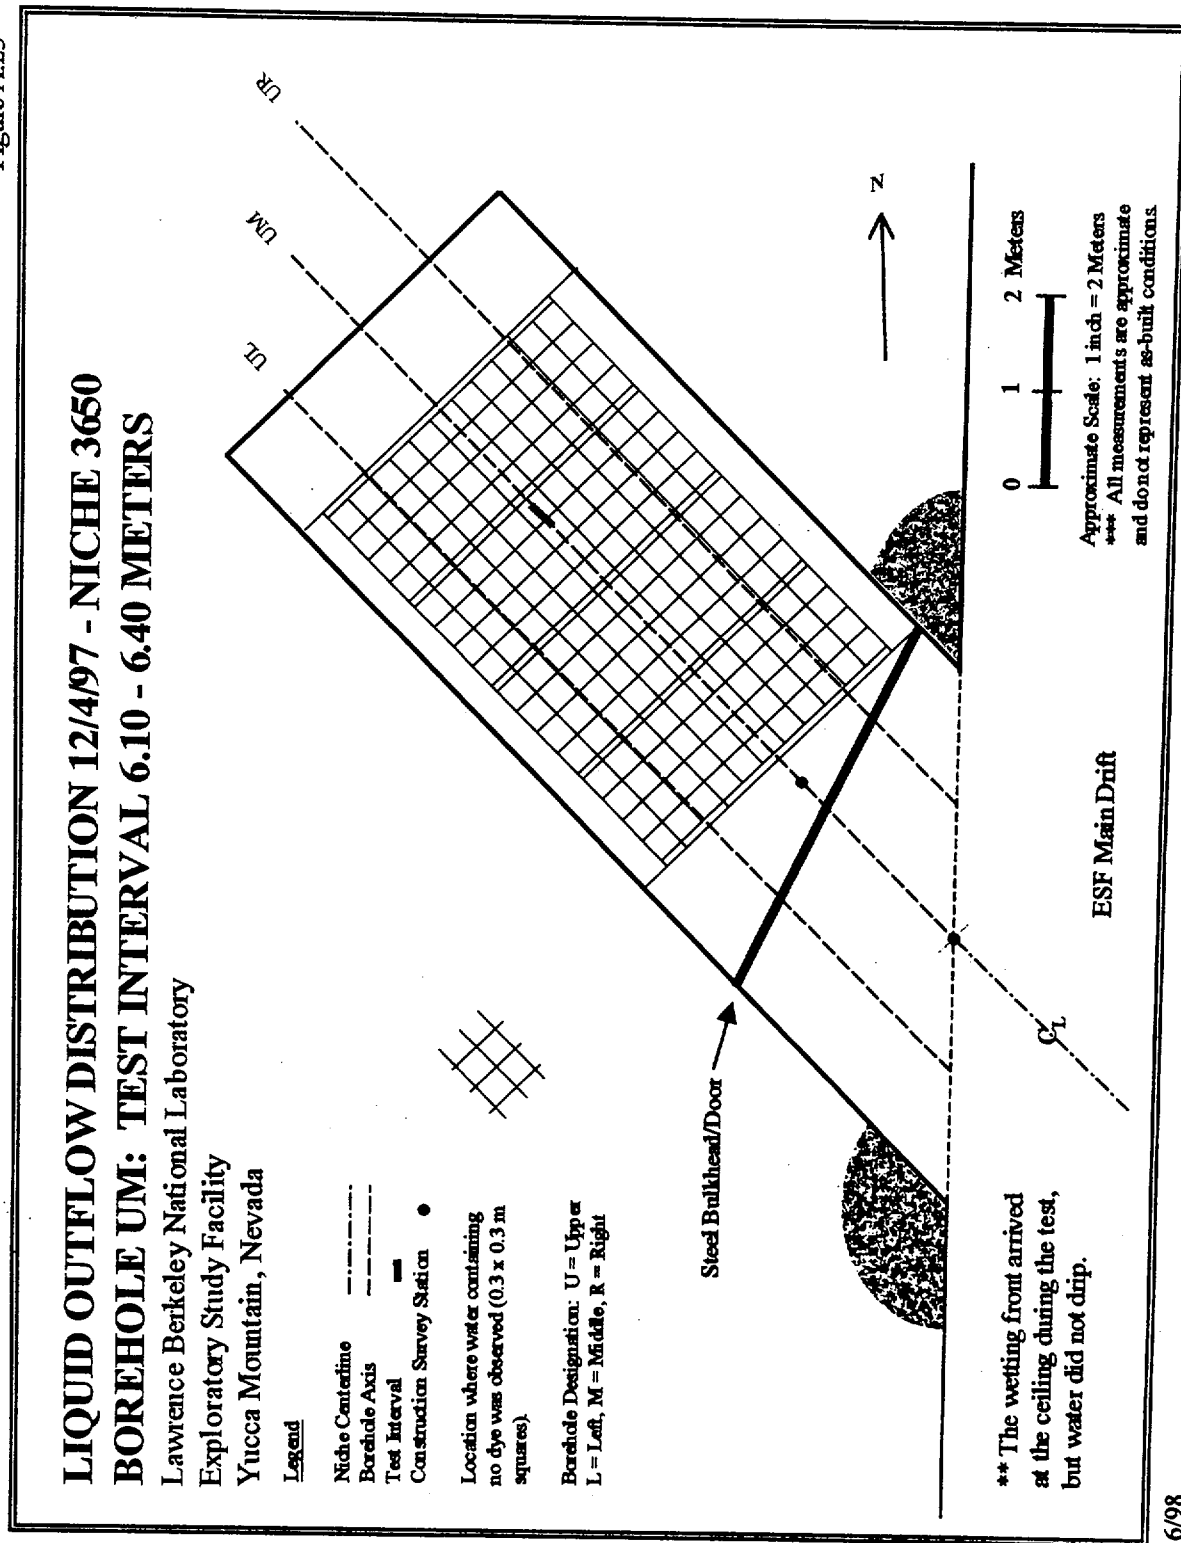 LIQUID OUTFLOW DISTRIBUTION 12/4/97 - NICHE 3650
BOREHOLE UM: TEST INTERVAL 6.10 - 6.40 METERS
Lawrence Berkeley National Laboratory
Exploratory Study Facility
Yucca Mountain, Nevada
Legend
Niche Centerline
Borehole Axis
Test Interval
Construction Survey Station
Location where water containing
no dye was observed (0.3 x 0.3 m
squares).
Borehole Designation: U = Upper
L = Left, M = Middle, R = Right
UL
UM
UR
Steel Bulkhead/Door
N
CL
ESF Main Drift
** The wetting front arrived
at the ceiling during the test,
but water did not drip.
0 1 2 Meters
Approximate Scale: 1 inch = 2 Meters
*** All measurements are approximate
and do not represent as-built conditions.
6/98